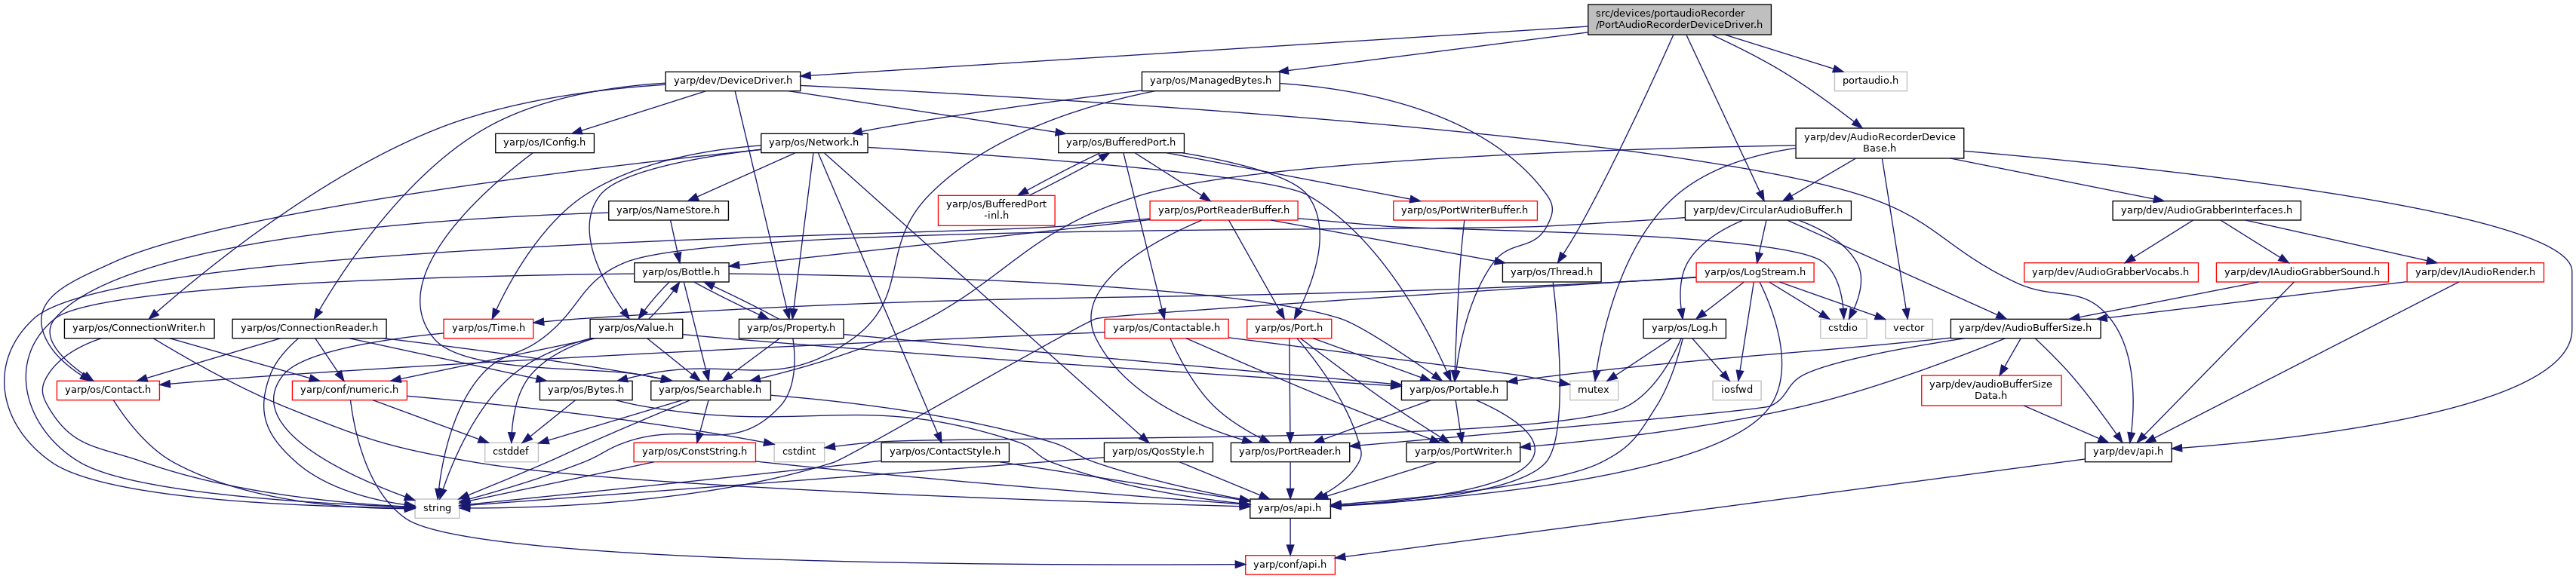 src/devices/portaudioRecorder
/PortAudioRecorderDeviceDriver.h
yarp/dev/DeviceDriver.h
yarp/os/ManagedBytes.h
portaudio.h
yarp/os/IConfig.h
yarp/os/Network.h
yarp/os/BufferedPort.h
yarp/dev/AudioRecorderDevice
Base.h
yarp/os/NameStore.h
yarp/os/BufferedPort
-inl.h
yarp/os/PortReaderBuffer.h
yarp/os/PortWriterBuffer.h
yarp/dev/CircularAudioBuffer.h
yarp/dev/AudioGrabberInterfaces.h
yarp/os/Bottle.h
yarp/os/Thread.h
yarp/os/LogStream.h
yarp/dev/AudioGrabberVocabs.h
yarp/dev/IAudioGrabberSound.h
yarp/dev/IAudioRender.h
yarp/os/ConnectionWriter.h
yarp/os/ConnectionReader.h
yarp/os/Time.h
yarp/os/Value.h
yarp/os/Property.h
yarp/os/Contactable.h
yarp/os/Port.h
yarp/os/Log.h
cstdio
vector
yarp/dev/AudioBufferSize.h
yarp/os/Contact.h
yarp/conf/numeric.h
yarp/os/Bytes.h
yarp/os/Searchable.h
yarp/os/Portable.h
mutex
iosfwd
yarp/dev/audioBufferSize
Data.h
cstddef
yarp/os/ConstString.h
cstdint
yarp/os/ContactStyle.h
yarp/os/QosStyle.h
yarp/os/PortReader.h
yarp/os/PortWriter.h
yarp/dev/api.h
string
yarp/os/api.h
yarp/conf/api.h